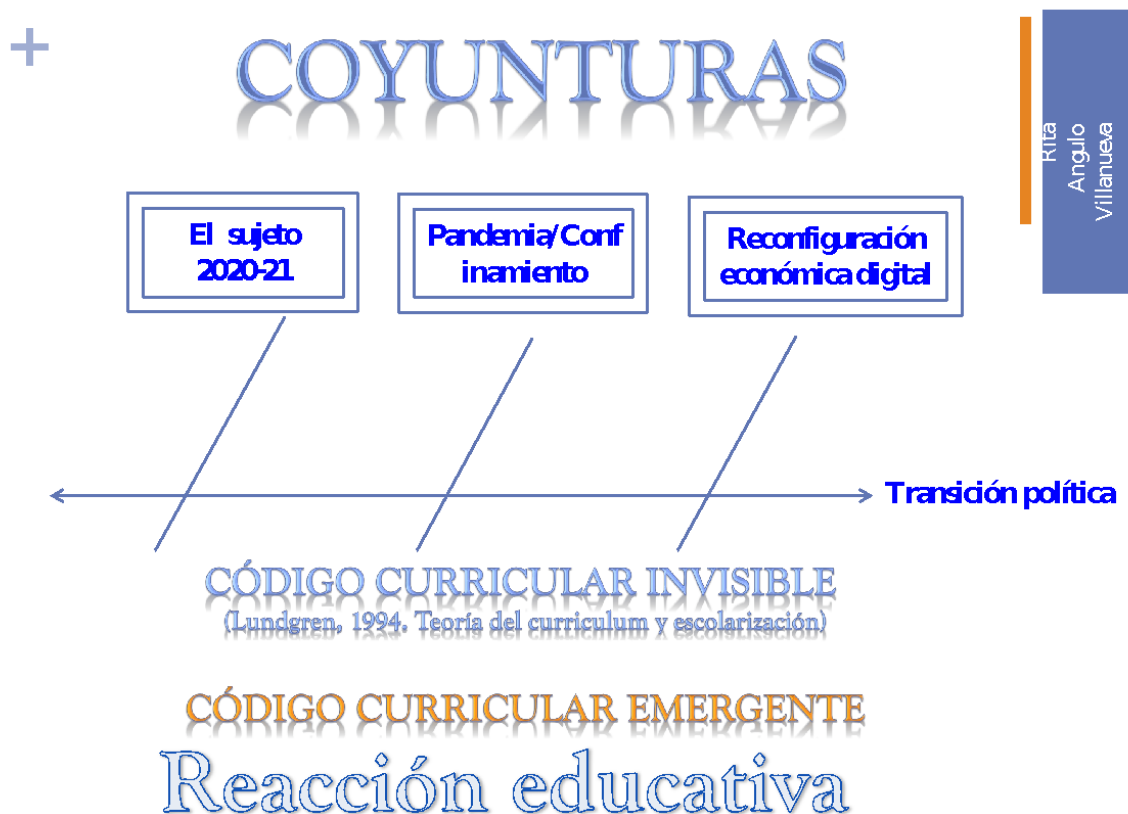 +
COYUNTURAS
Rita
Angulo
Villanueva
El sujeto
2020-21
Pandemia/Conf
inamiento
Reconfiguración
económica digital
Transición política
CÓDIGO CURRICULAR INVISIBLE
(Lundgren, 1994. Teoría del curriculum y escolarización)
CÓDIGO CURRICULAR EMERGENTE
Reacción educativa